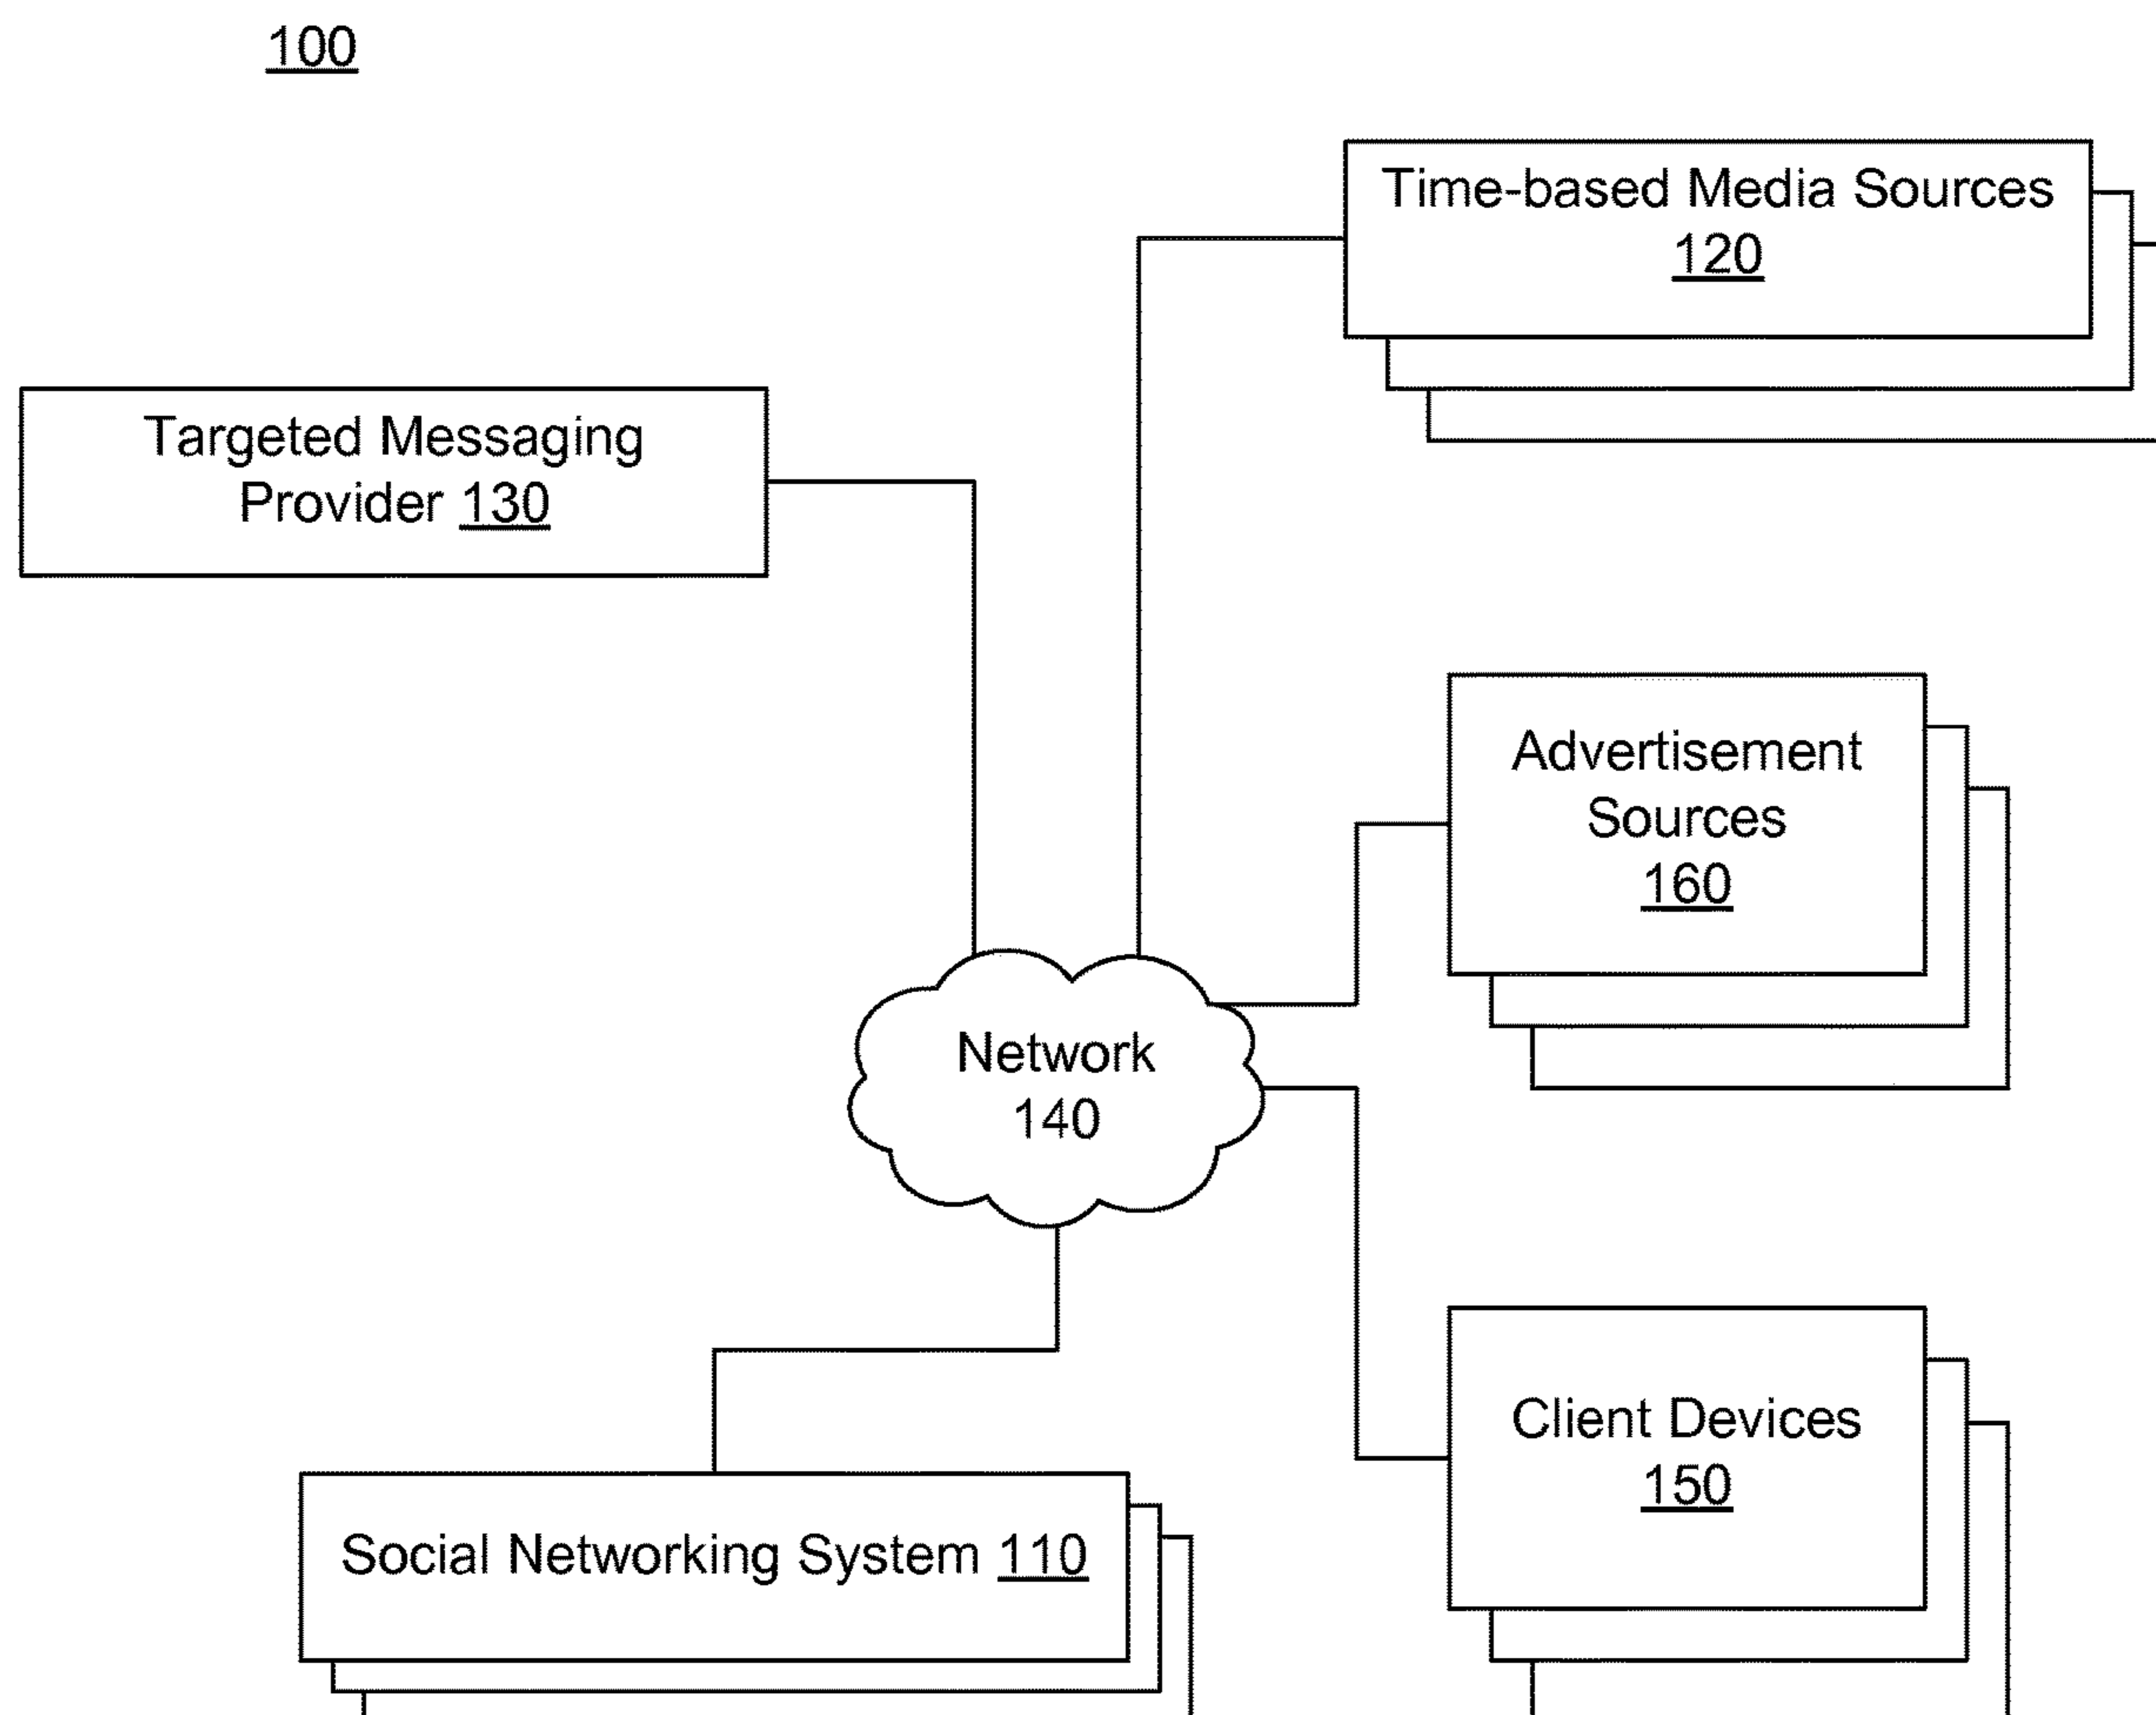 100
Time-based Media Sources
120
Targeted Messaging
Provider 130
Advertisement
Sources
160
Network
140
Client Devices
150
Social Networking System 110